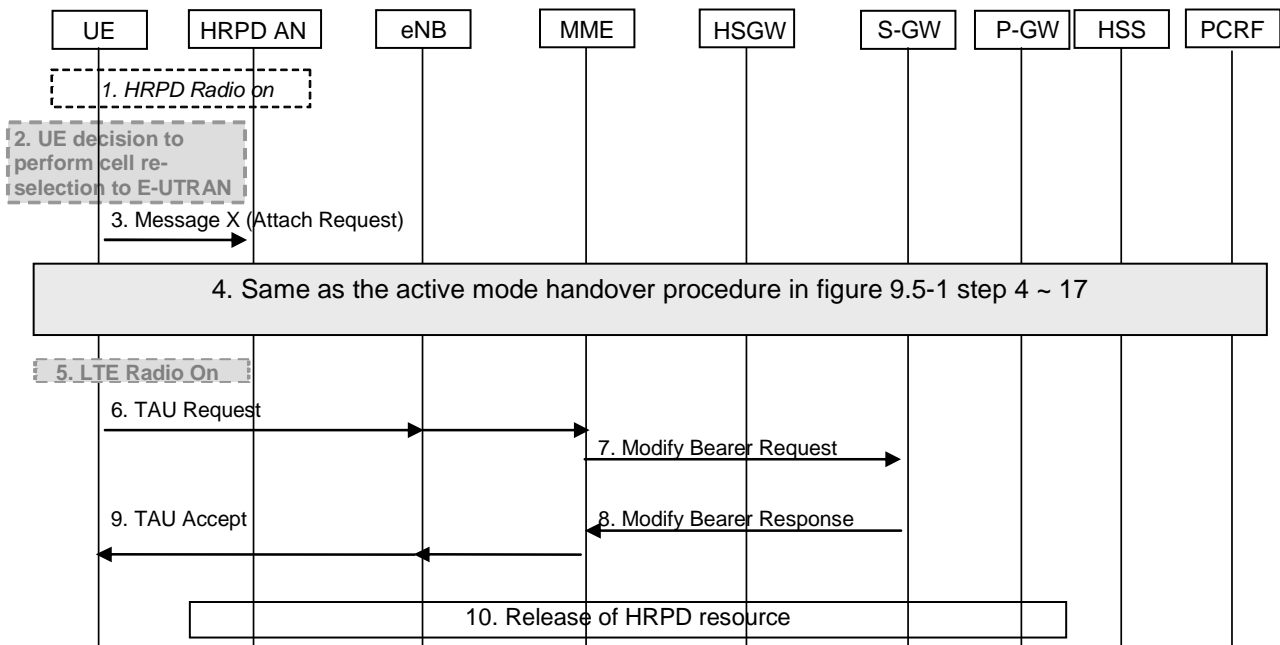 UE HRPD AN eNB MME HSGW S-GW P-GW HSS PCRF
1. HRPD Radio on
2. UE decision to
perform cell re-
selection to E-UTRAN
3. Message X (Attach Request)
4. Same as the active mode handover procedure in figure 9.5-1 step 4 ~ 17
5. LTE Radio On
6. TAU Request
7. Modify Bearer Request
9. TAU Accept
8. Modify Bearer Response
10. Release of HRPD resource